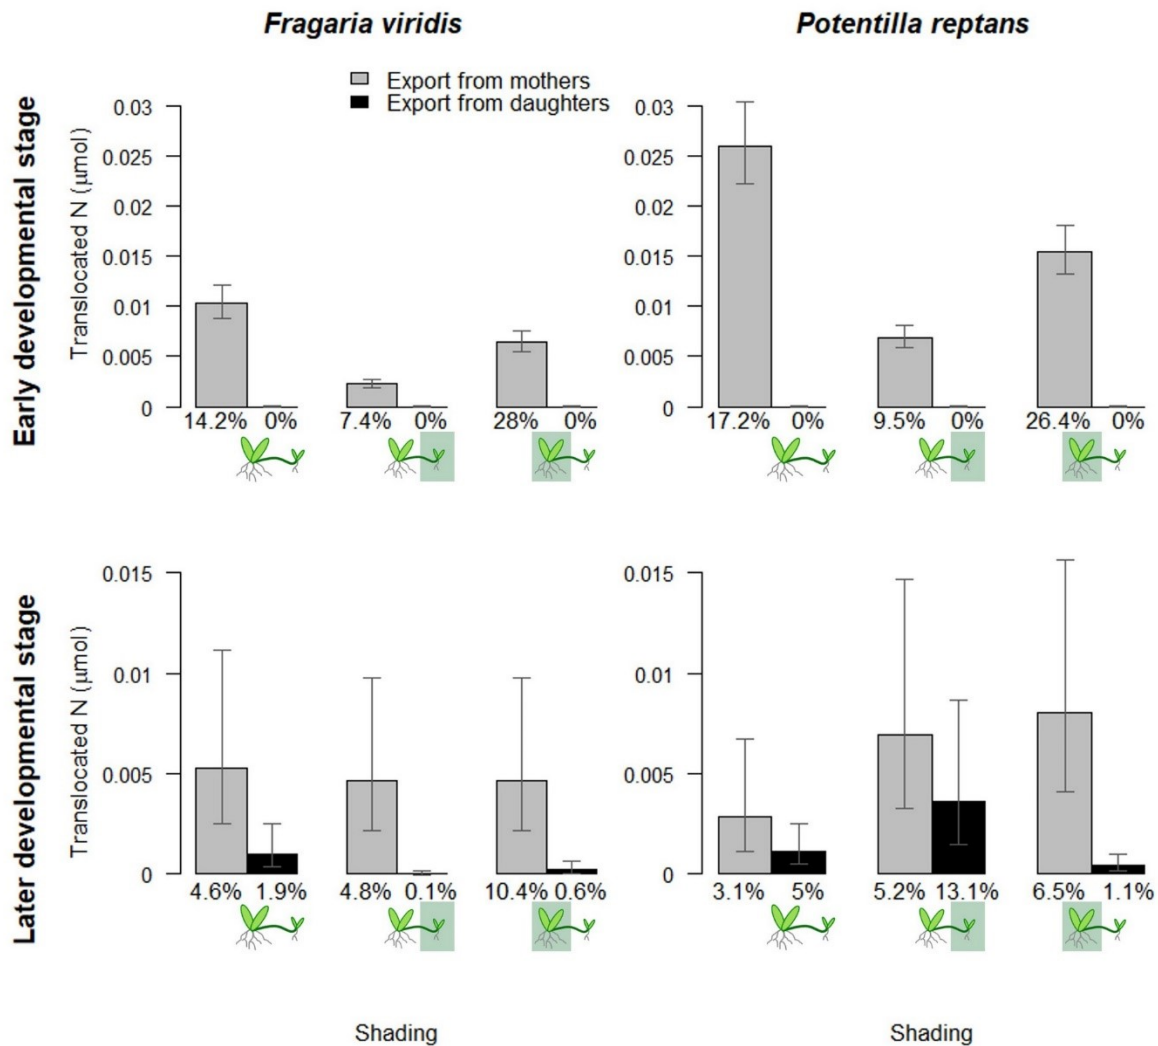 Fragaria viridis
Potentilla reptans
Export from mothers
Export from daughters
Early developmental stage
Translocated N (μmol)
0.03
0.025
0.02
0.015
0.01
0.005
0
14.2% 0% 7.4% 0% 28% 0%
0.03
0.025
0.02
0.015
0.01
0.005
0
17.2% 0% 9.5% 0% 26.4% 0%
Later developmental stage
Translocated N (μmol)
0.015
0.01
0.005
0
4.6% 1.9% 4.8% 0.1% 10.4% 0.6%
0.015
0.01
0.005
0
3.1% 5% 5.2% 13.1% 6.5% 1.1%
Shading
Shading